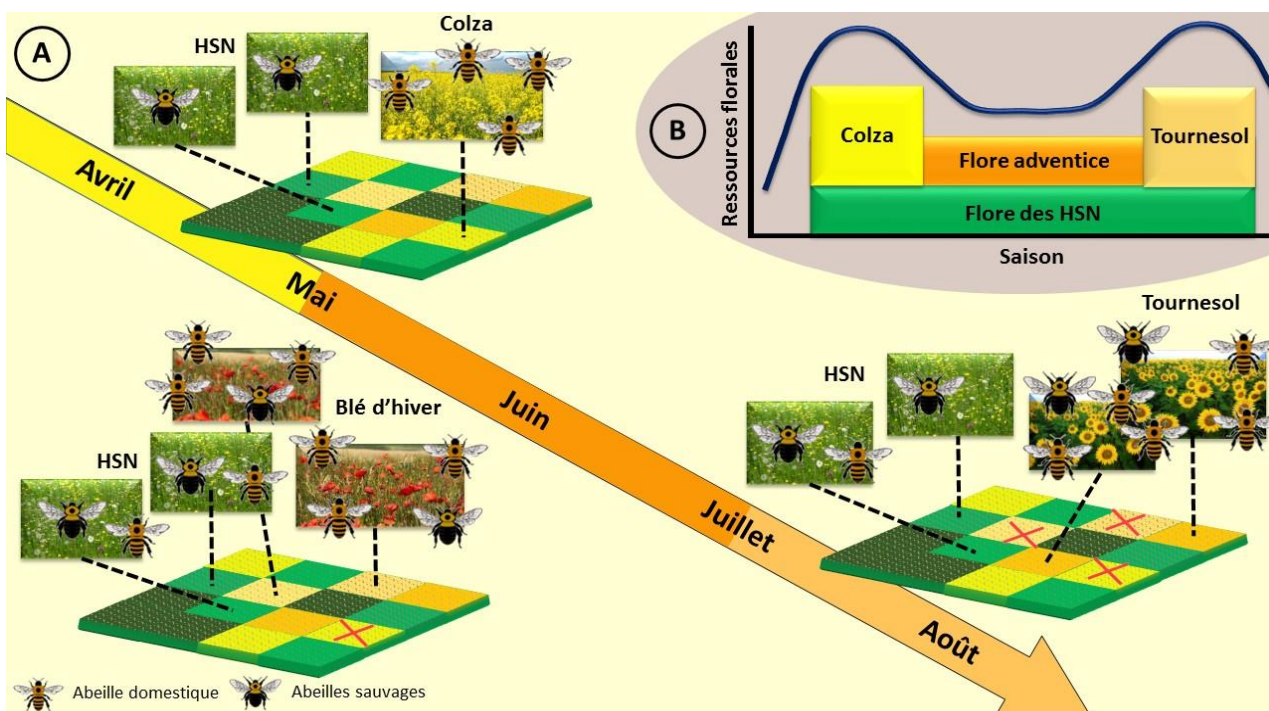 A
HSN
Colza
Avril
Mai
Juin
Juillet
Août
B
Ressources florales
Colza
Tournesol
Flore adventice
Flore des HSN
Saison
Blé d’hiver
HSN
Tournesol
HSN
Abeille domestique
Abeilles sauvages